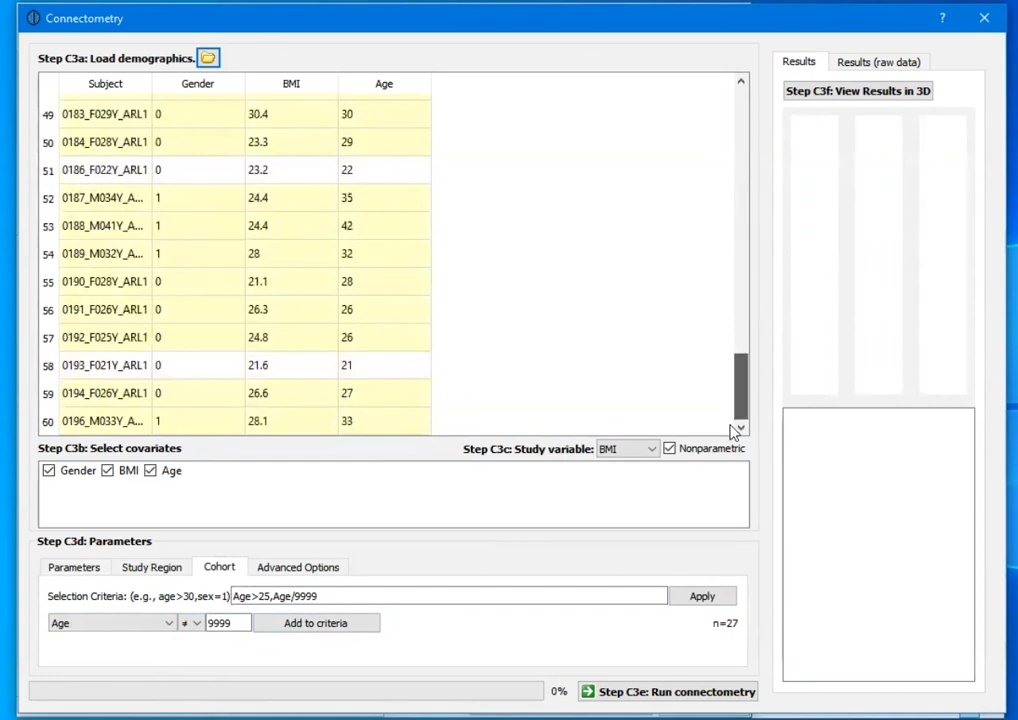 Connectometry
?
Step C3a: Load demographics.
Subject Gender BMI Age
49 0183_F029Y_ARL1 0 30.4 30
50 0184_F028Y_ARL1 0 23.3 29
51 0186_F022Y_ARL1 0 23.2 22
52 0187_M034Y_A... 1 24.4 35
53 0188_M041Y_A... 1 24.4 42
54 0189_M032Y_A... 1 28 32
55 0190_F028Y_ARL1 0 21.1 28
56 0191_F026Y_ARL1 0 26.3 26
57 0192_F025Y_ARL1 0 24.8 26
58 0193_F021Y_ARL1 0 21.6 21
59 0194_F026Y_ARL1 0 26.6 27
60 0196_M033Y_A... 1 28.1 33
Step C3b: Select covariates
Step C3c: Study variable: BMI Nonparametric
Gender BMI Age
Step C3d: Parameters
Parameters Study Region Cohort Advanced Options
Selection Criteria: (e.g., age>30,sex=1) Age>25,Age/9999 Apply
Age ≠ 9999 Add to criteria n=27
0% Step C3e: Run connectometry
Results Results (raw data)
Step C3f: View Results in 3D